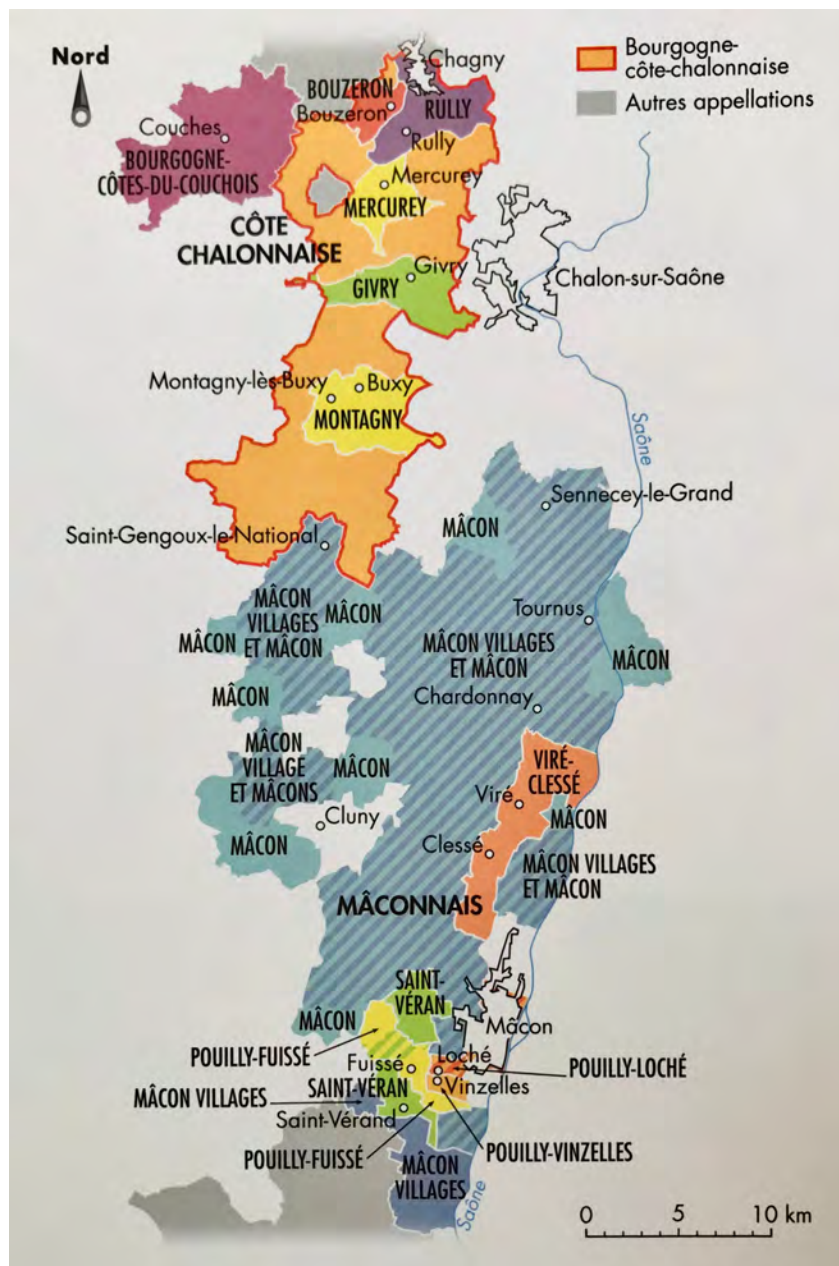 Nord
Chagny
Bourgogne-
côte-chalonnaise
Autres appellations
BOUZERON
Bouzeron
RULLY
Rully
Couches
BOURGOGNE-
CÔTES-DU-COUCHOIS
Mercurey
MERCUREY
CÔTE
CHALONNAISE
Givry
GIVRY
Chalon-sur-Saône
Montagny-lès-Buxy
Buxy
MONTAGNY
Saône
Sennecey-le-Grand
MÂCON
Saint-Gengoux-le-National
MÂCON
VILLAGES
ET MÂCON
MÂCON
MÂCON
Tournus
MÂCON VILLAGES
ET MÂCON
MÂCON
MÂCON
Chardonnay
MÂCON
VILLAGE
ET MÂCONS
MÂCON
VIRÉ-
CLESSÉ
Viré
MÂCON
Cluny
MÂCON
Clessé
MÂCON VILLAGES
ET MÂCON
MÂCONNAIS
SAINT-
VÉRAN
MÂCON
Mâcon
POUILLY-FUISSÉ
Fuissé
Loché
POUILLY-LOCHÉ
SAINT-VÉRAN
Vinzelles
MÂCON VILLAGES
Saint-Vérand
POUILLY-FUISSÉ
POUILLY-VINZELLES
MÂCON
VILLAGES
Saône
0 5 10 km